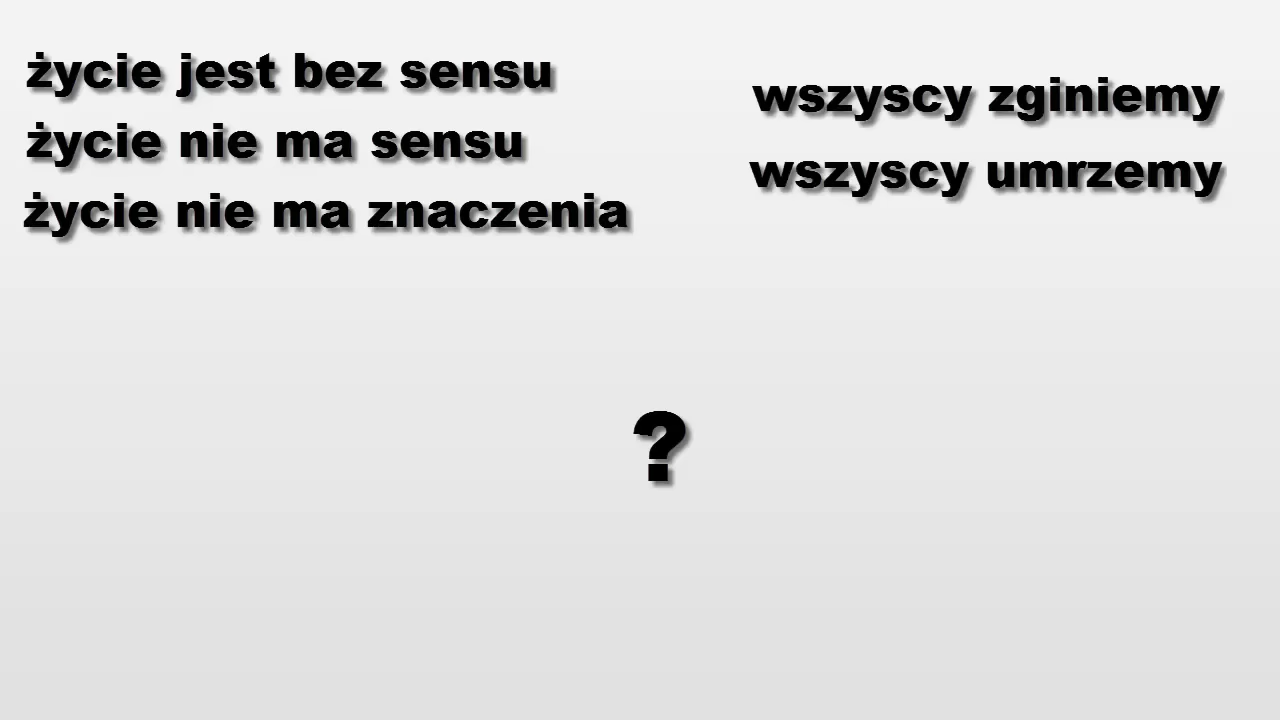 życie jest bez sensu
życie nie ma sensu
życie nie ma znaczenia
wszyscy zginiemy
wszyscy umrzemy
?